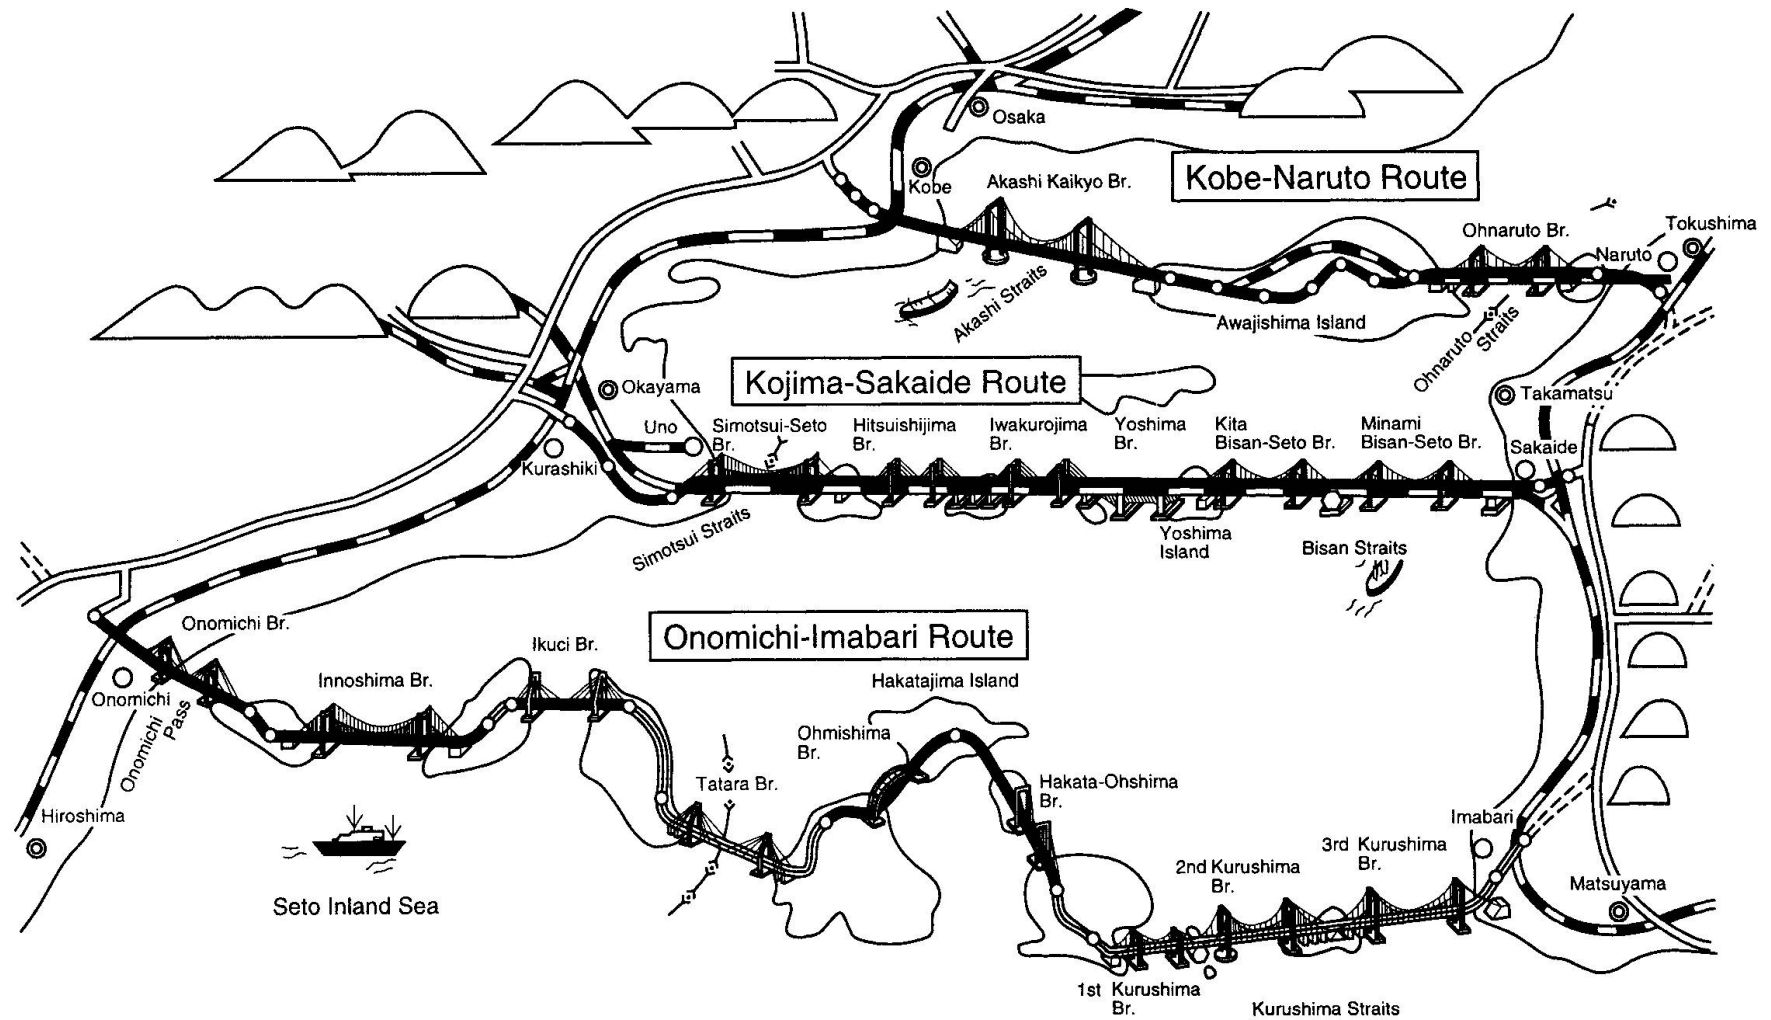 Osaka
Kobe
Akashi Kaikyo Br.
Kobe-Naruto Route
Ohnaruto Br.
Tokushima
Naruto
Akashi Straits
Awajishima Island
Ohnaruto
Straits
Kojima-Sakaide Route
Okayama
Takamatsu
Uno
Simotsui-Seto
Br.
Hitsuishijima
Br.
Iwakurojima
Br.
Yoshima
Br.
Kita
Bisan-Seto Br.
Minami
Bisan-Seto Br.
Sakaide
Kurashiki
Simotsui Straits
Yoshima
Island
Bisan Straits
Onomichi Br.
Onomichi-Imabari Route
Ikuci Br.
Innoshima Br.
Hakatajima Island
Onomichi
Onomichi
Pass
Ohmishima
Br.
Tatara Br.
Hakata-Ohshima
Br.
Hiroshima
Imabari
3rd Kurushima
Br.
2nd Kurushima
Br.
Matsuyama
Seto Inland Sea
1st Kurushima
Br.
Kurushima Straits